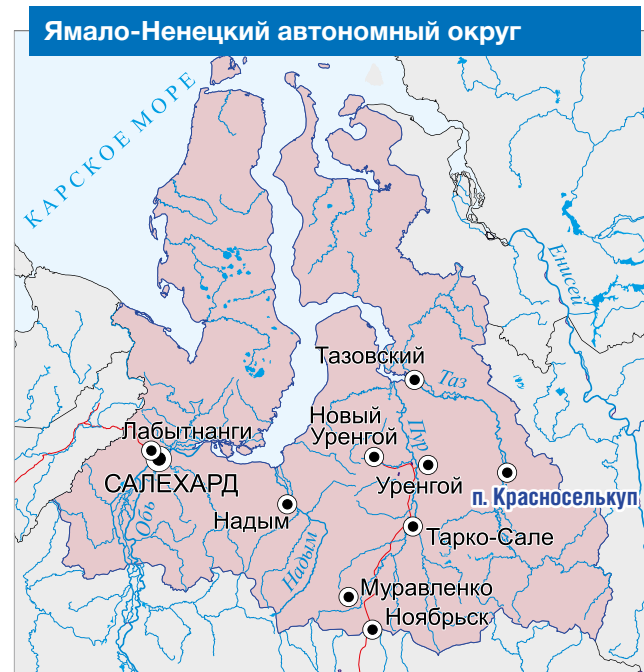 Ямало-Ненецкий автономный округ
КАРСКОЕ МОРЕ
Енисей
Тазовский
Таз
Пур
Новый
Уренгой
Лабытнанги
САЛЕХАРД
Уренгой
п. Красноселькуп
Обь
Надым
Надым
Тарко-Сале
Муравленко
Ноябрьск